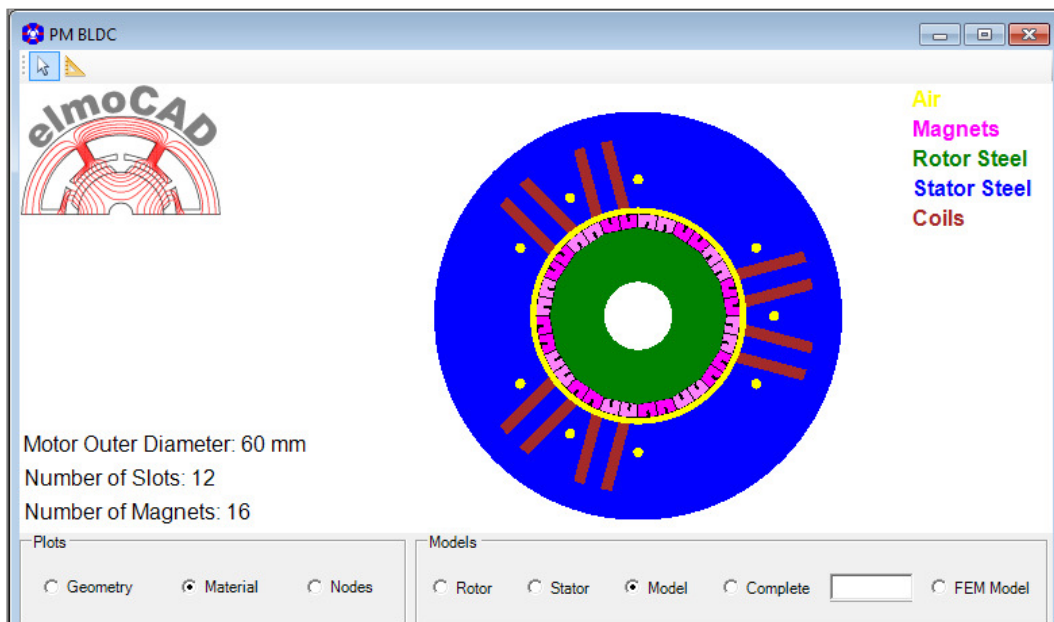 PM BLDC
elmoCAD
Air
Magnets
Rotor Steel
Stator Steel
Coils
Motor Outer Diameter: 60 mm
Number of Slots: 12
Number of Magnets: 16
Plots
Geometry
Material
Nodes
Models
Rotor
Stator
Model
Complete
FEM Model